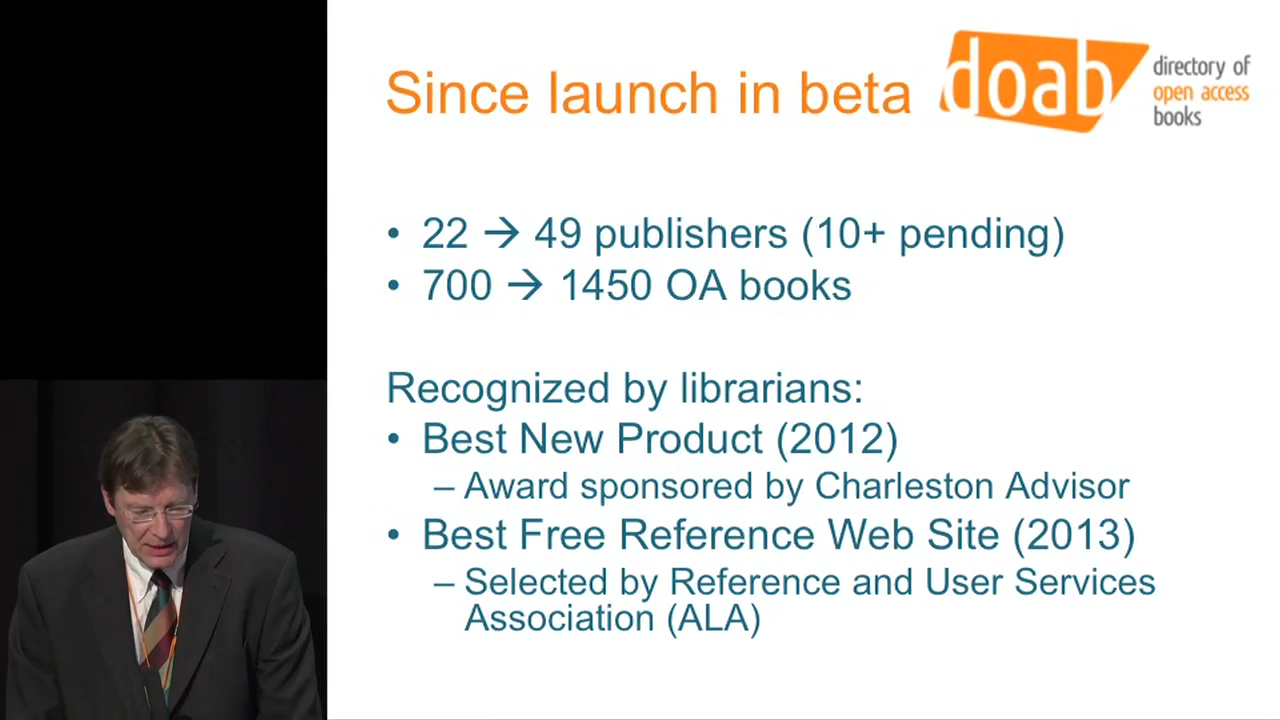 Since launch in beta
doab
directory of
open access
books
• 22 → 49 publishers (10+ pending)
• 700 → 1450 OA books
Recognized by librarians:
• Best New Product (2012)
– Award sponsored by Charleston Advisor
• Best Free Reference Web Site (2013)
– Selected by Reference and User Services
Association (ALA)